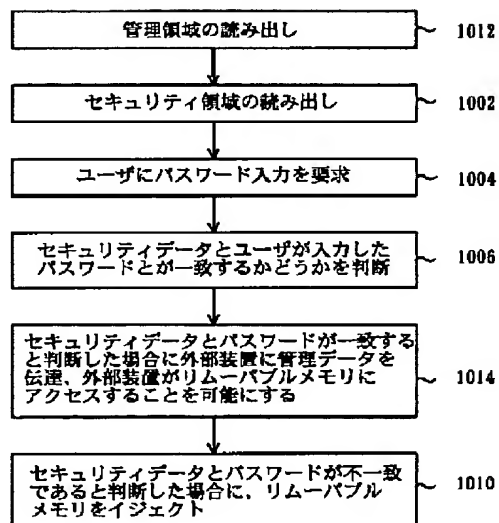 管理領域の読み出し
1012
セキュリティ領域の読み出し
1002
ユーザにパスワード入力を要求
1004
セキュリティデータとユーザが入力した
パスワードとが一致するかどうかを判断
1006
セキュリティデータとパスワードが一致する
と判断した場合に外部装置に管理データを
伝達、外部装置がリムーバブルメモリに
アクセスすることを可能にする
1014
セキュリティデータとパスワードが不一致
であると判断した場合に、リムーバブル
メモリをイジェクト
1010